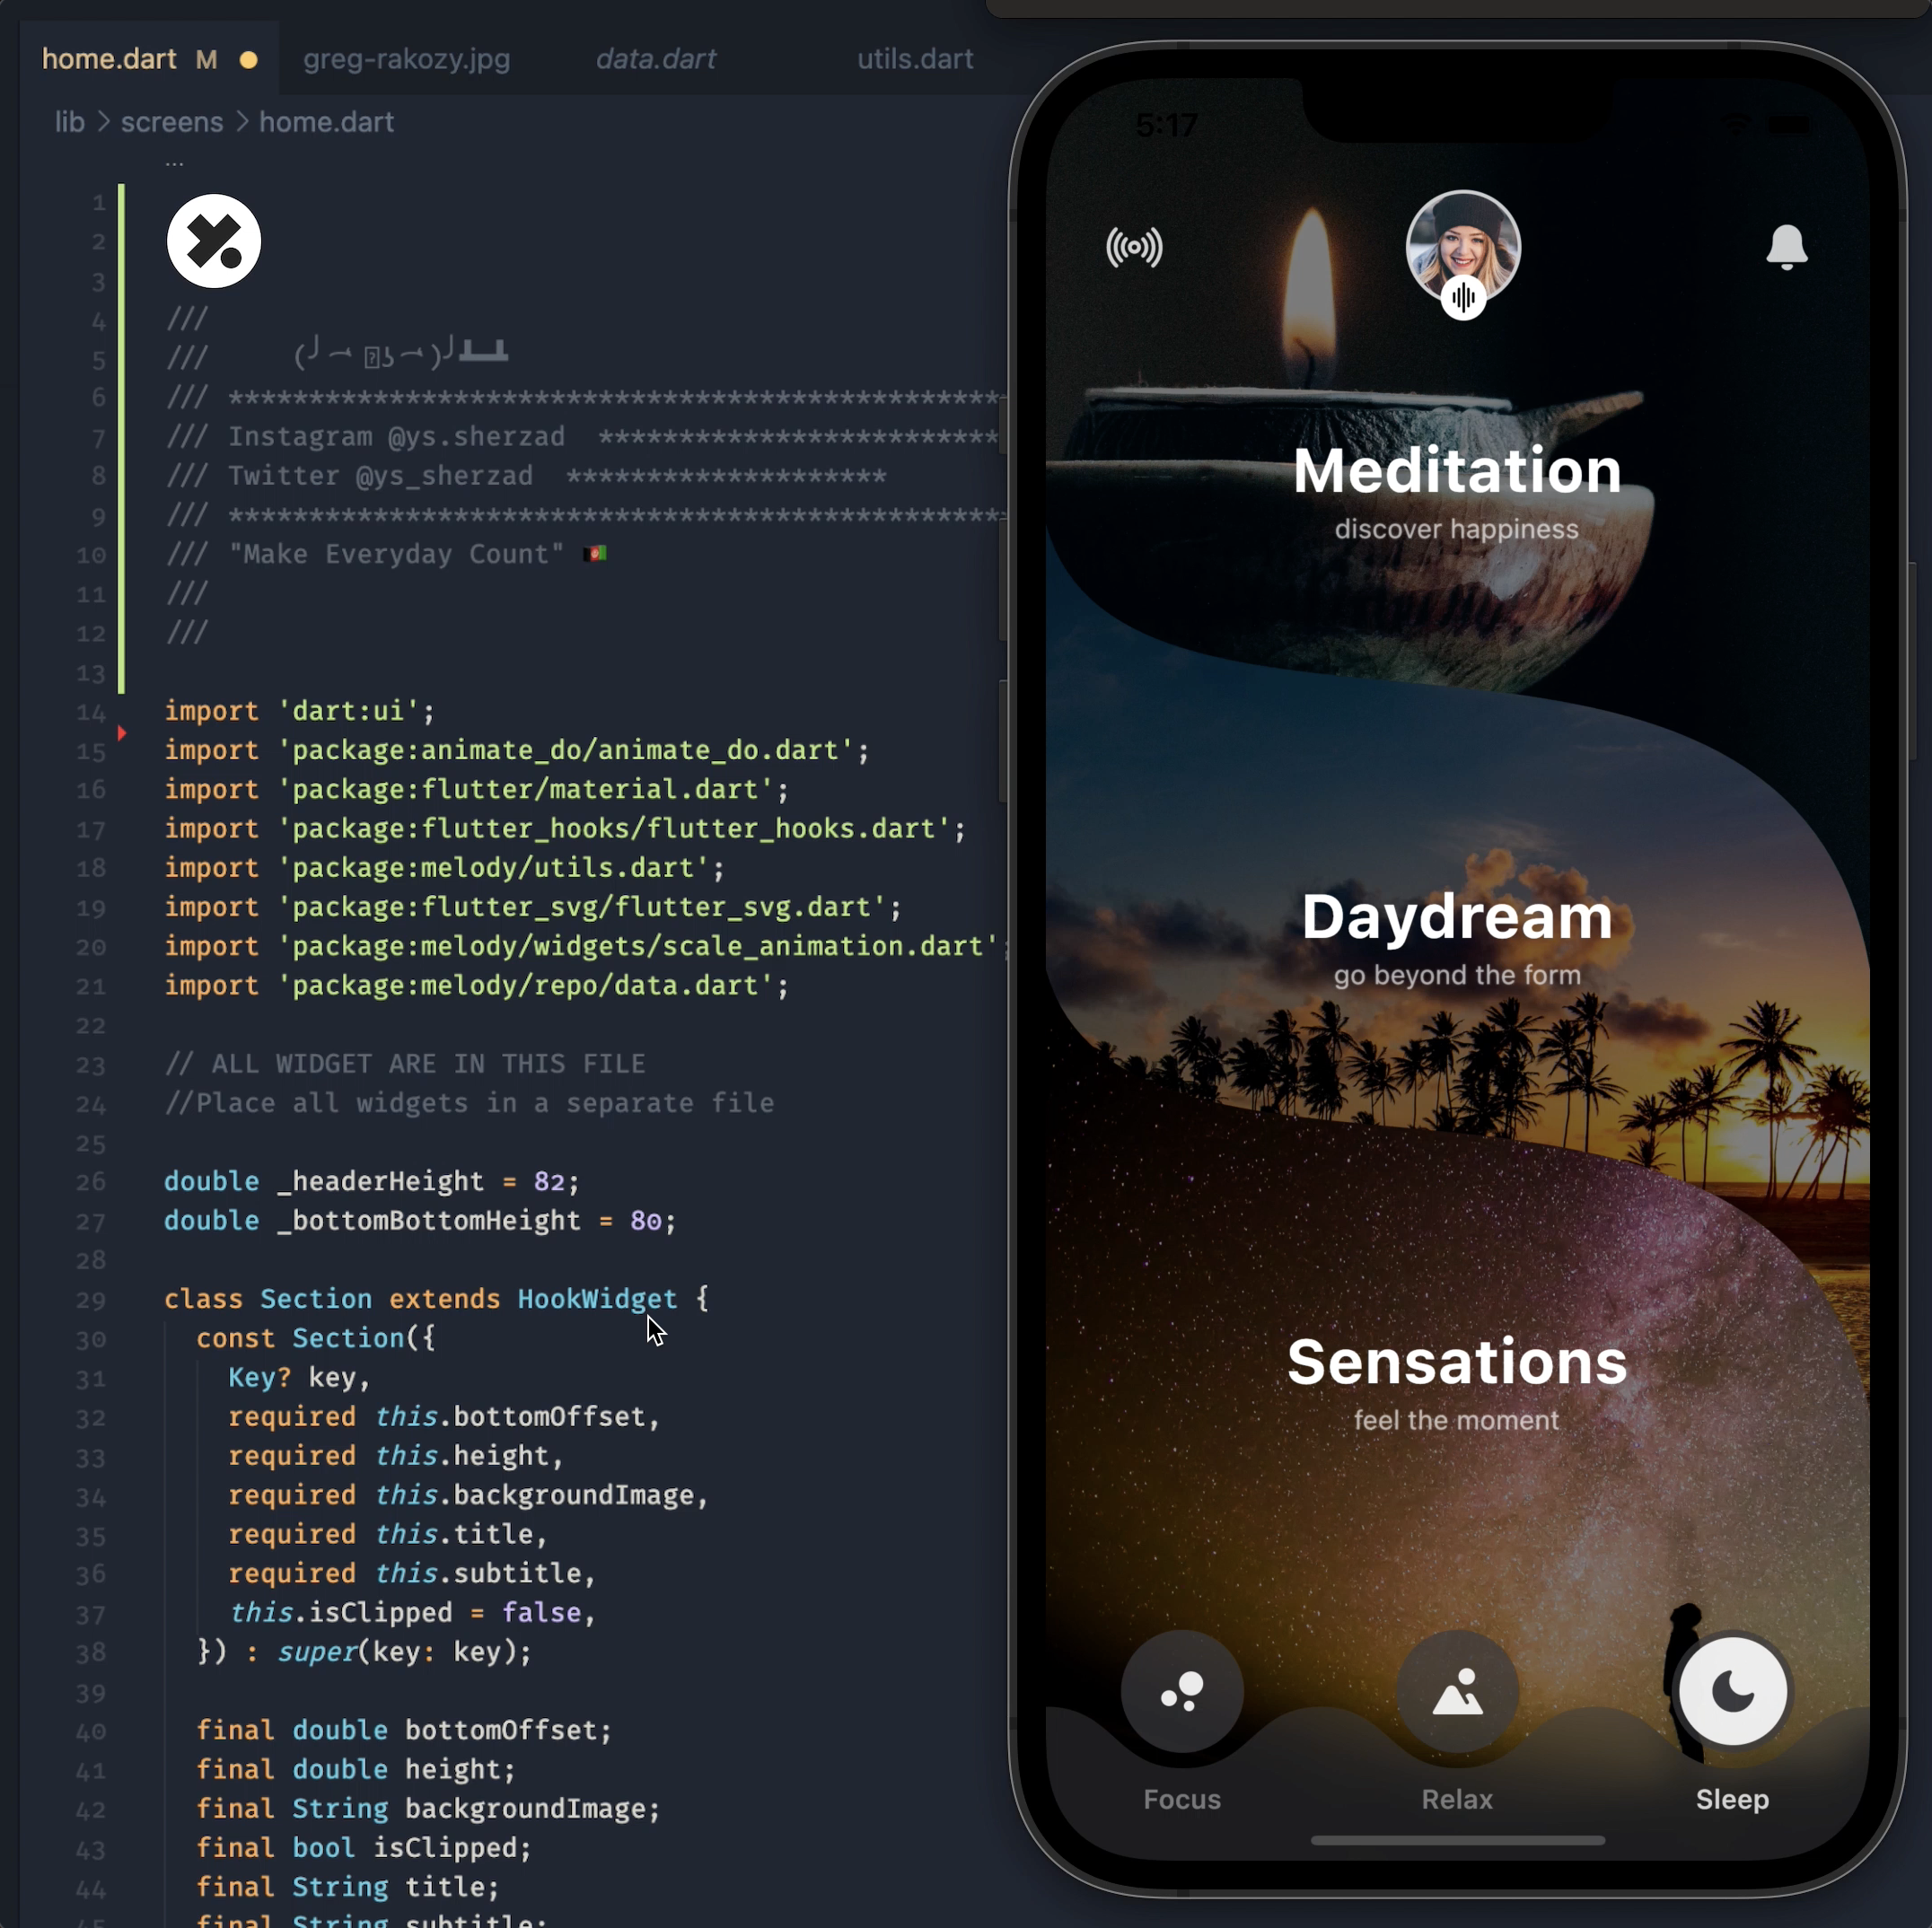 home.dart M
greg-rakozy.jpg
data.dart
utils.dart
lib > screens > home.dart
...
1
2
3
4 ///
5 ///
6 /// ************************************************
7 /// Instagram @ys.sherzad *************************
8 /// Twitter @ys_sherzad ********************
9 /// ************************************************
10 /// "Make Everyday Count" 🇦🇫
11 ///
12 ///
13
14 import 'dart:ui';
15 import 'package:animate_do/animate_do.dart';
16 import 'package:flutter/material.dart';
17 import 'package:flutter_hooks/flutter_hooks.dart';
18 import 'package:melody/utils.dart';
19 import 'package:flutter_svg/flutter_svg.dart';
20 import 'package:melody/widgets/scale_animation.dart';
21 import 'package:melody/repo/data.dart';
22
23 // ALL WIDGET ARE IN THIS FILE
24 //Place all widgets in a separate file
25
26 double _headerHeight = 82;
27 double _bottomBottomHeight = 80;
28
29 class Section extends HookWidget {
30 const Section({
31 Key? key,
32 required this.bottomOffset,
33 required this.height,
34 required this.backgroundImage,
35 required this.title,
36 required this.subtitle,
37 this.isClipped = false,
38 }) : super(key: key);
39
40 final double bottomOffset;
41 final double height;
42 final String backgroundImage;
43 final bool isClipped;
44 final String title;
45 final String subtitle;
5:17
Meditation
discover happiness
Daydream
go beyond the form
Sensations
feel the moment
Focus
Relax
Sleep